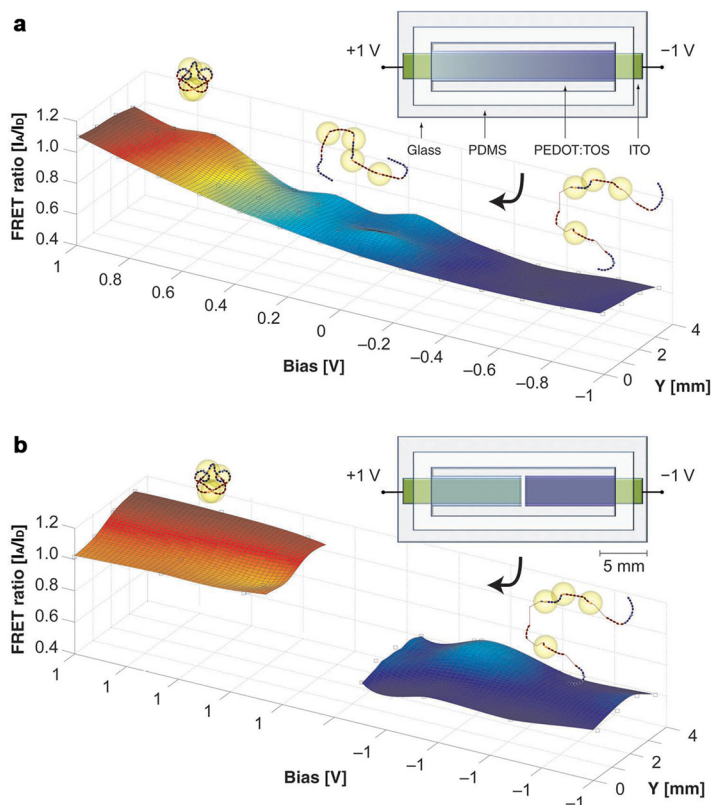 a
+1 V
−1 V
Glass
PDMS
PEDOT:TOS
ITO
FRET ratio [IA/ID]
1.2
1.0
0.8
0.6
0.4
1
0.8
0.6
0.4
0.2
0
−0.2
−0.4
−0.6
−0.8
−1
Bias [V]
0
2
4
Y [mm]
b
+1 V
−1 V
5 mm
FRET ratio [IA/ID]
1.2
1.0
0.8
0.6
0.4
1
1
1
1
1
1
−1
−1
−1
−1
−1
Bias [V]
0
2
4
Y [mm]